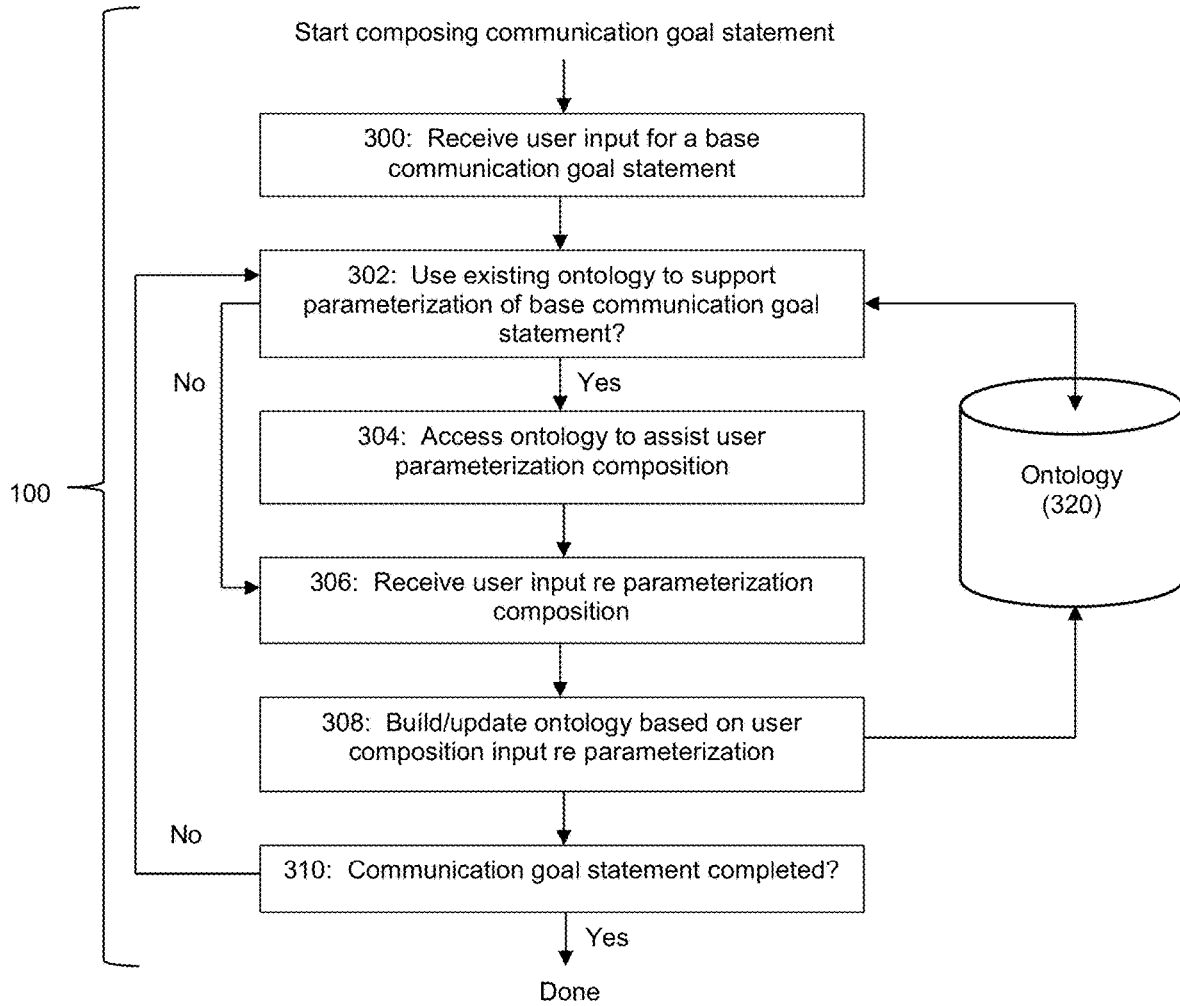 Start composing communication goal statement
300: Receive user input for a base
communication goal statement
302: Use existing ontology to support
parameterization of base communication goal
statement?
No
Yes
304: Access ontology to assist user
parameterization composition
Ontology
(320)
100
306: Receive user input re parameterization
composition
308: Build/update ontology based on user
composition input re parameterization
No
310: Communication goal statement completed?
Yes
Done